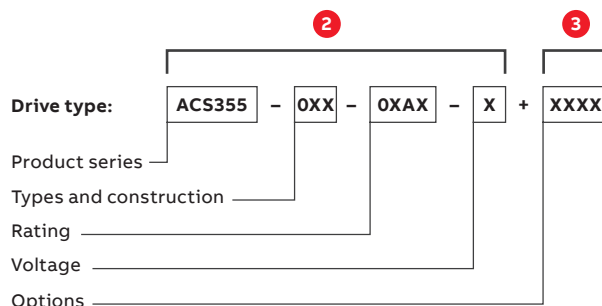 2 3
Drive type: ACS355 – 0XX – 0XAX – X + XXXX
Product series
Types and construction
Rating
Voltage
Options